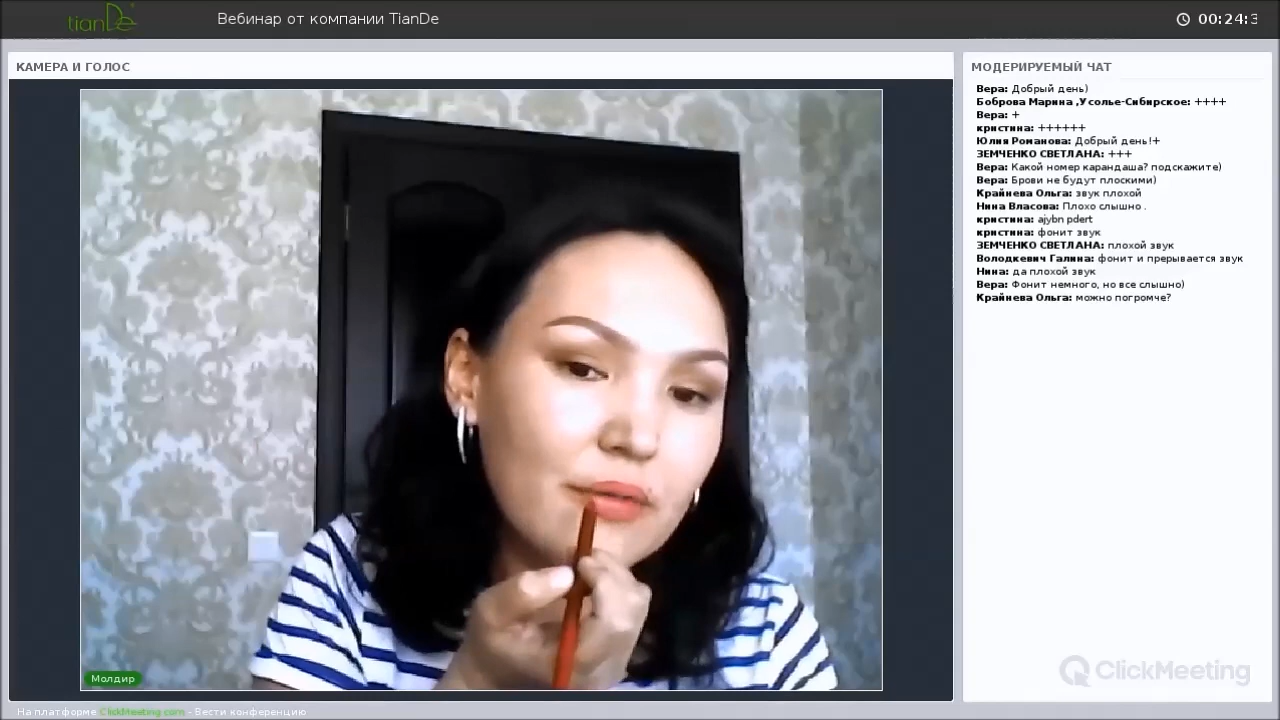 tianDe
Вебинар от компании TianDe
00:24:3
КАМЕРА И ГОЛОС
МОДЕРИРУЕМЫЙ ЧАТ
Вера: Добрый день)
Боброва Марина ,Усолье-Сибирское: ++++
Вера: +
кристина: ++++++
Юлия Романова: Добрый день!+
ЗЕМЧЕНКО СВЕТЛАНА: +++
Вера: Какой номер карандаша? подскажите)
Вера: Брови не будут плоскими)
Крайнева Ольга: звук плохой
Нина Власова: Плохо слышно .
кристина: ajybn pdert
кристина: фонит звук
ЗЕМЧЕНКО СВЕТЛАНА: плохой звук
Володкевич Галина: фонит и прерывается звук
Нина: да плохой звук
Вера: Фонит немного, но все слышно)
Крайнева Ольга: можно погромче?
Молдир
ClickMeeting
На платформе ClickMeeting.com - Вести конференцию